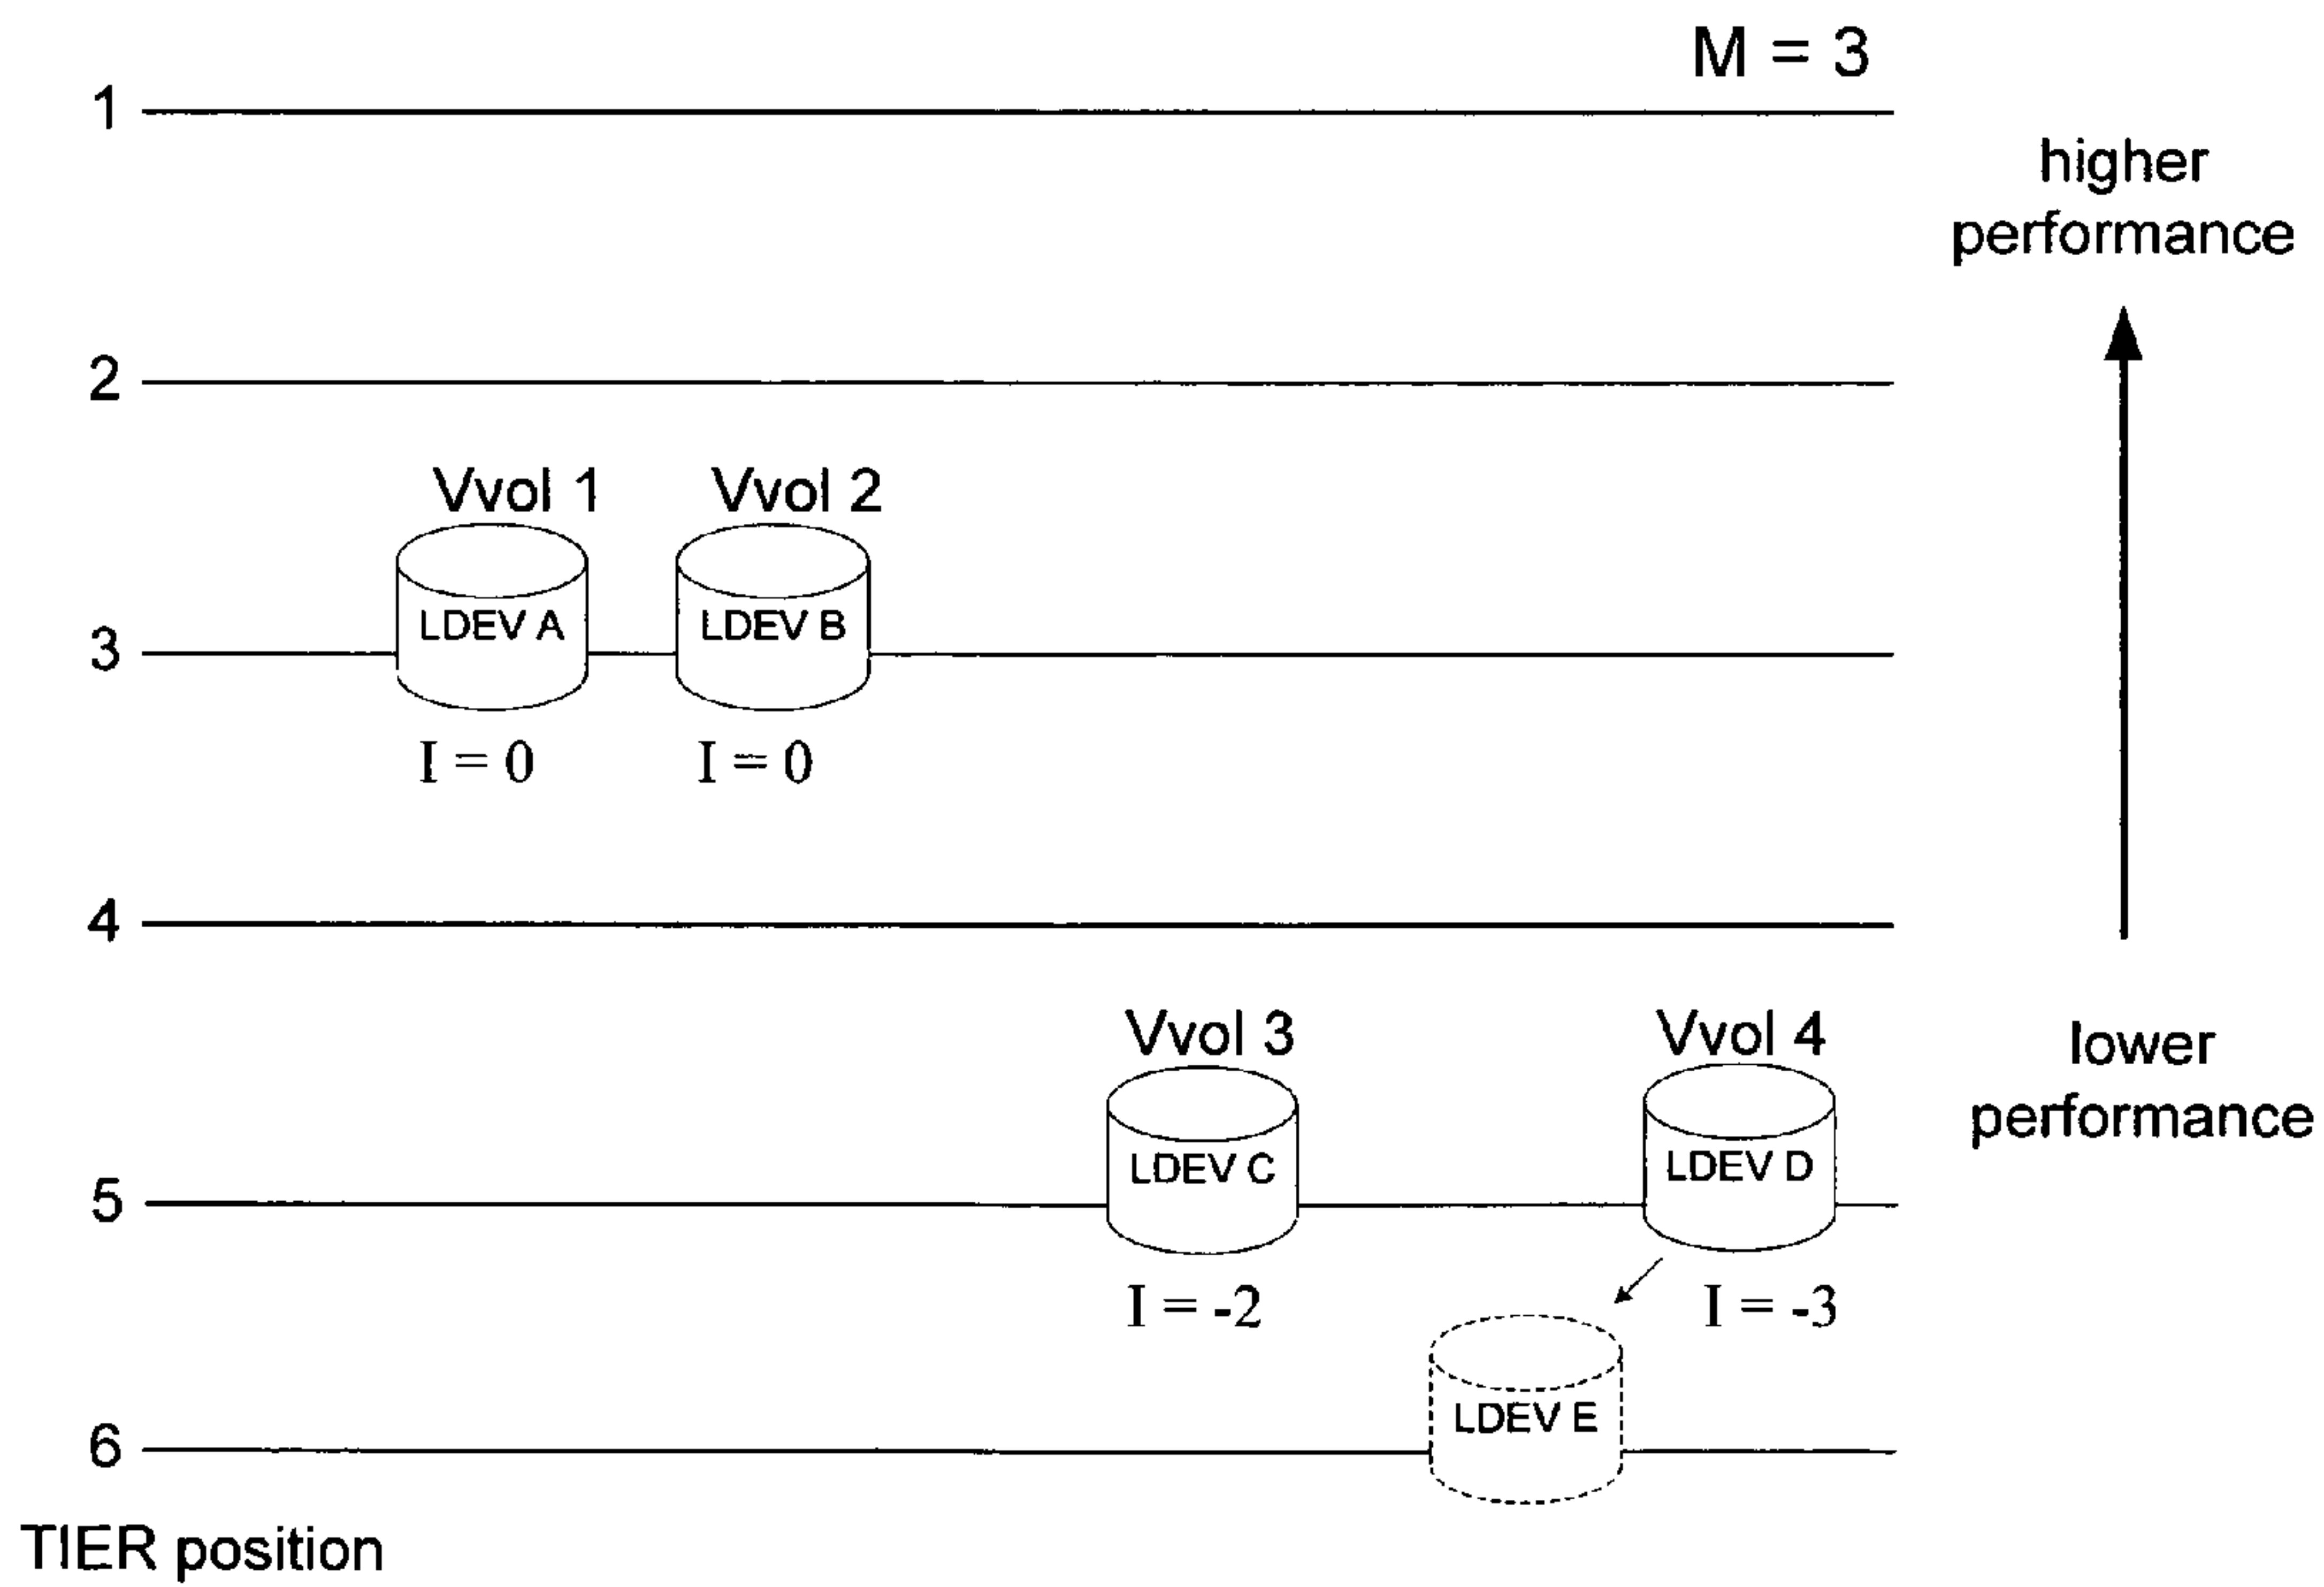 M = 3
1
higher
performance
2
Vvol 1 Vvol 2
LDEV A LDEV B
3
I = 0 I = 0
4
Vvol 3 Vvol 4
lower
performance
LDEV C LDEV D
5
I = -2 I = -3
LDEV E
6
TIER position